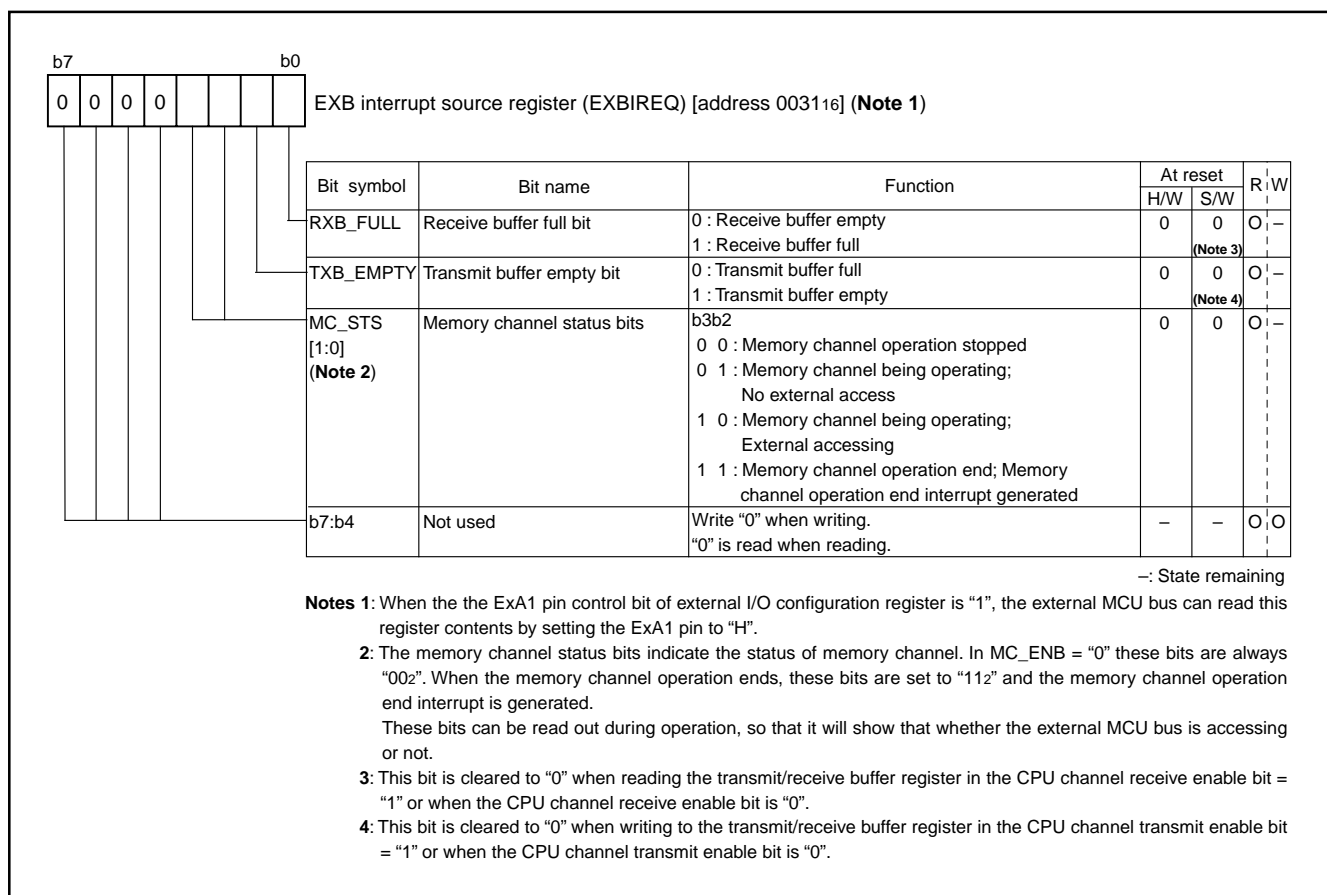 b7 b0
0 0 0 0
EXB interrupt source register (EXBIREQ) [address 003116] (Note 1)
Bit symbol Bit name Function At reset R W
H/W S/W
RXB_FULL Receive buffer full bit 0 : Receive buffer empty 0 0 O –
1 : Receive buffer full (Note 3)
TXB_EMPTY Transmit buffer empty bit 0 : Transmit buffer full 0 0 O –
1 : Transmit buffer empty (Note 4)
MC_STS Memory channel status bits b3b2 0 0 O –
[1:0] 0 0 : Memory channel operation stopped
(Note 2) 0 1 : Memory channel being operating;
No external access
1 0 : Memory channel being operating;
External accessing
1 1 : Memory channel operation end; Memory
channel operation end interrupt generated
b7:b4 Not used Write “0” when writing. – – O O
“0” is read when reading.
–: State remaining
Notes 1: When the the ExA1 pin control bit of external I/O configuration register is “1”, the external MCU bus can read this
register contents by setting the ExA1 pin to “H”.
2: The memory channel status bits indicate the status of memory channel. In MC_ENB = “0” these bits are always
“002”. When the memory channel operation ends, these bits are set to “112” and the memory channel operation
end interrupt is generated.
These bits can be read out during operation, so that it will show that whether the external MCU bus is accessing
or not.
3: This bit is cleared to “0” when reading the transmit/receive buffer register in the CPU channel receive enable bit =
“1” or when the CPU channel receive enable bit is “0”.
4: This bit is cleared to “0” when writing to the transmit/receive buffer register in the CPU channel transmit enable bit
= “1” or when the CPU channel transmit enable bit is “0”.